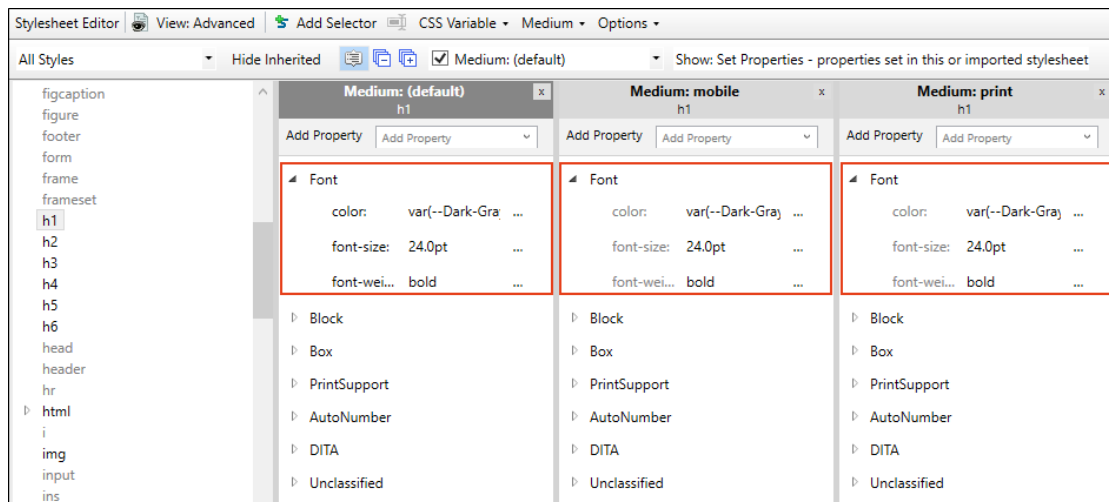 Stylesheet Editor View: Advanced Add Selector CSS Variable Medium Options
All Styles Hide Inherited Medium: (default) Show: Set Properties - properties set in this or imported stylesheet
figcaption
figure
footer
form
frame
frameset
h1
h2
h3
h4
h5
h6
head
header
hr
html
i
img
input
ins
Medium: (default) x
h1
Add Property Add Property
Font
color: var(--Dark-Gray ...
font-size: 24.0pt ...
font-wei... bold ...
Block
Box
PrintSupport
AutoNumber
DITA
Unclassified
Medium: mobile x
h1
Add Property Add Property
Font
color: var(--Dark-Gray ...
font-size: 24.0pt ...
font-wei... bold ...
Block
Box
PrintSupport
AutoNumber
DITA
Unclassified
Medium: print x
h1
Add Property Add Property
Font
color: var(--Dark-Gray ...
font-size: 24.0pt ...
font-wei... bold ...
Block
Box
PrintSupport
AutoNumber
DITA
Unclassified